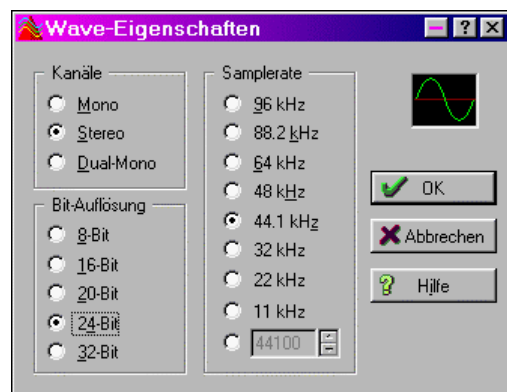 Wave-Eigenschaften
Kanäle
Mono
Stereo
Dual-Mono
Bit-Auflösung
8-Bit
16-Bit
20-Bit
24-Bit
32-Bit
Samplerate
96 kHz
88.2 kHz
64 kHz
48 kHz
44.1 kHz
32 kHz
22 kHz
11 kHz
44100
OK
Abbrechen
Hilfe